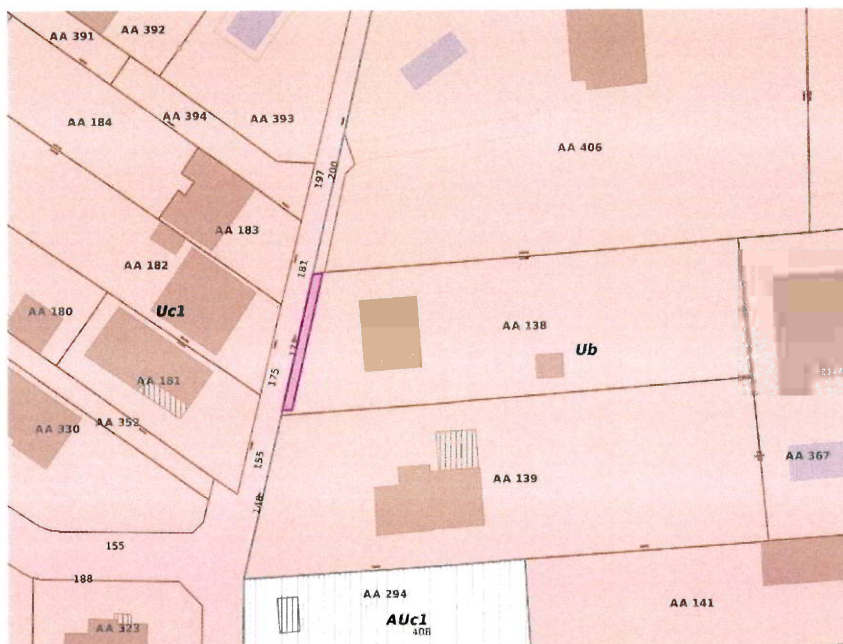 AA 391
AA 392
AA 184
AA 394
AA 393
AA 406
197
200
AA 183
181
AA 182
Uc1
AA 180
AA 138
Ub
175
AA 181
AA 330
AA 352
155
148
AA 139
AA 367
155
188
AA 294
AUc1
408
AA 141
AA 323